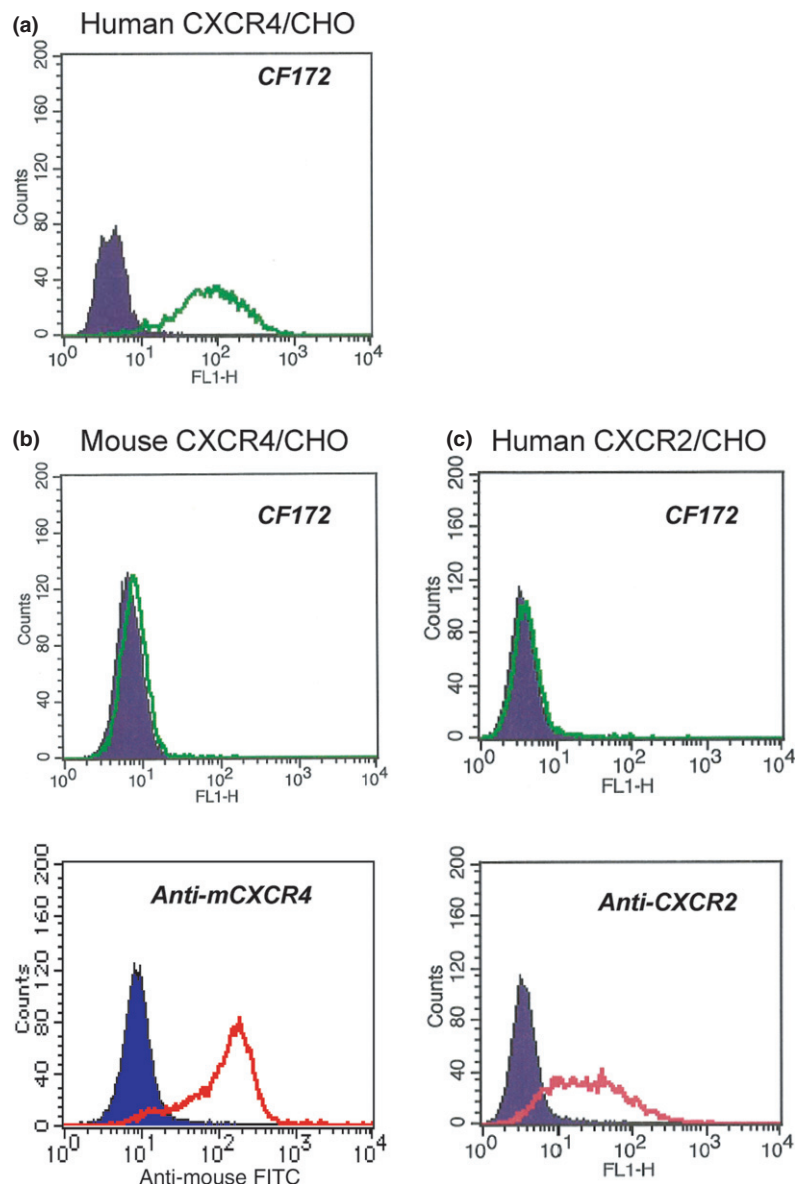 (a) Human CXCR4/CHO
CF172
Counts
200
160
120
80
40
0
10^0 10^1 10^2 10^3 10^4
FL1-H
(b) Mouse CXCR4/CHO
CF172
Counts
200
160
120
80
40
0
10^0 10^1 10^2 10^3 10^4
FL1-H
(c) Human CXCR2/CHO
CF172
Counts
200
160
120
80
40
0
10^0 10^1 10^2 10^3 10^4
FL1-H
Anti-mCXCR4
Counts
200
160
120
80
40
0
10^0 10^1 10^2 10^3 10^4
Anti-mouse FITC
Anti-CXCR2
Counts
200
160
120
80
40
0
10^0 10^1 10^2 10^3 10^4
FL1-H